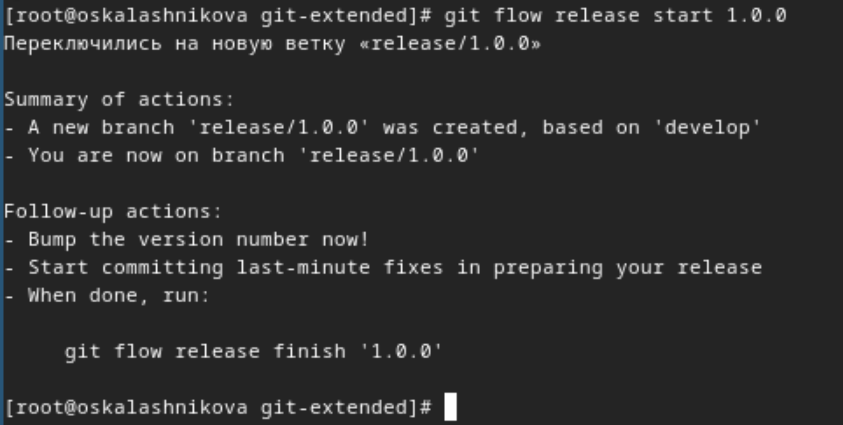 [root@oskalashnikova git-extended]# git flow release start 1.0.0
Переключились на новую ветку «release/1.0.0»
Summary of actions:
- A new branch 'release/1.0.0' was created, based on 'develop'
- You are now on branch 'release/1.0.0'
Follow-up actions:
- Bump the version number now!
- Start committing last-minute fixes in preparing your release
- When done, run:
git flow release finish '1.0.0'
[root@oskalashnikova git-extended]#